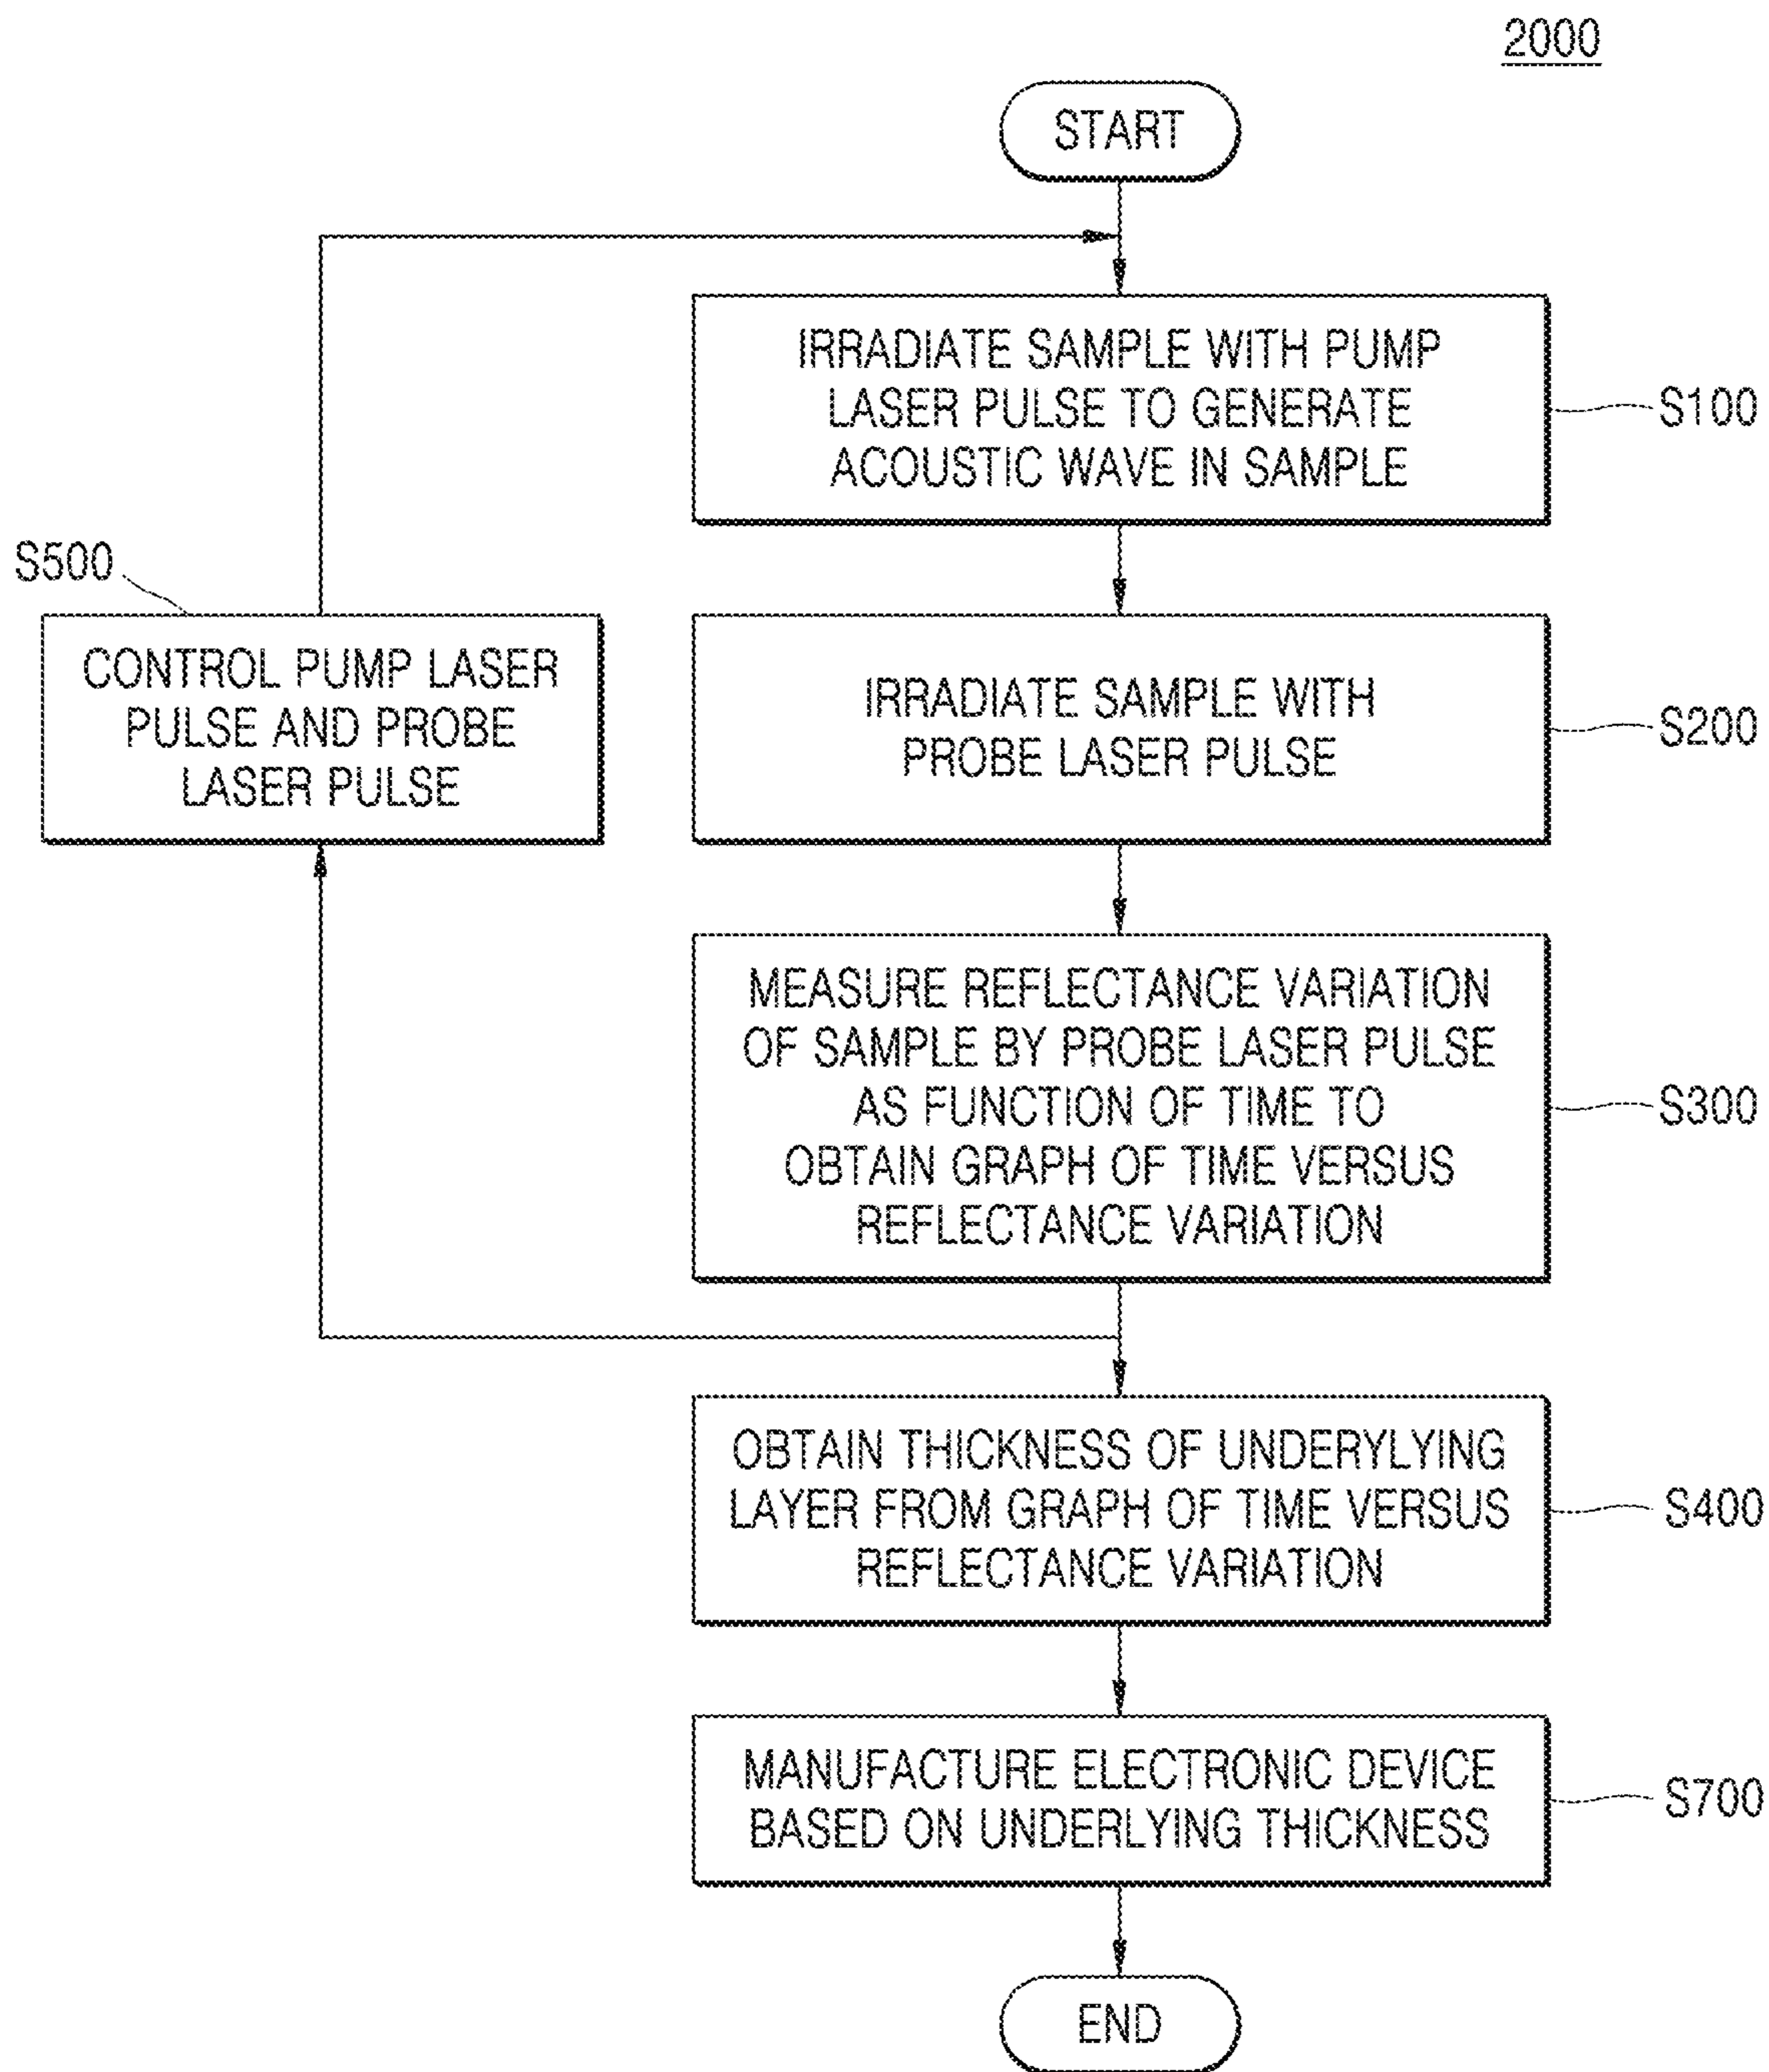 2000
START
IRRADIATE SAMPLE WITH PUMP
LASER PULSE TO GENERATE
ACOUSTIC WAVE IN SAMPLE
S100
S500
CONTROL PUMP LASER
PULSE AND PROBE
LASER PULSE
IRRADIATE SAMPLE WITH
PROBE LASER PULSE
S200
MEASURE REFLECTANCE VARIATION
OF SAMPLE BY PROBE LASER PULSE
AS FUNCTION OF TIME TO
OBTAIN GRAPH OF TIME VERSUS
REFLECTANCE VARIATION
S300
OBTAIN THICKNESS OF UNDERYLYING
LAYER FROM GRAPH OF TIME VERSUS
REFLECTANCE VARIATION
S400
MANUFACTURE ELECTRONIC DEVICE
BASED ON UNDERLYING THICKNESS
S700
END